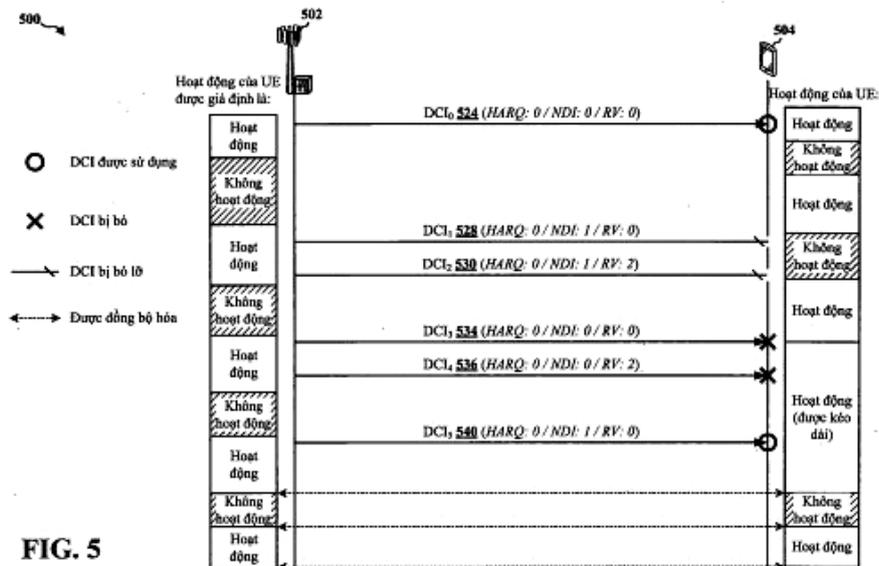 500
502
504
Hoạt động của UE
được giả định là:
Hoạt động của UE:
DCI₀ 524 (HARQ: 0 / NDI: 0 / RV: 0)
Hoạt
động
Hoạt động
Không
hoạt động
DCI được sử dụng
Không
hoạt động
Hoạt động
DCI bị bỏ
DCI₁ 528 (HARQ: 0 / NDI: 1 / RV: 0)
Hoạt
động
Không
hoạt động
DCI₂ 530 (HARQ: 0 / NDI: 1 / RV: 2)
DCI bị bỏ lỡ
Không
hoạt động
Hoạt động
Được đồng bộ hóa
DCI₃ 534 (HARQ: 0 / NDI: 0 / RV: 0)
Hoạt
động
DCI₄ 536 (HARQ: 0 / NDI: 0 / RV: 2)
Hoạt động
(được kéo
dài)
Không
hoạt động
DCI₅ 540 (HARQ: 0 / NDI: 1 / RV: 0)
Hoạt
động
Không
hoạt động
Không
hoạt động
Hoạt
động
Hoạt động
FIG. 5